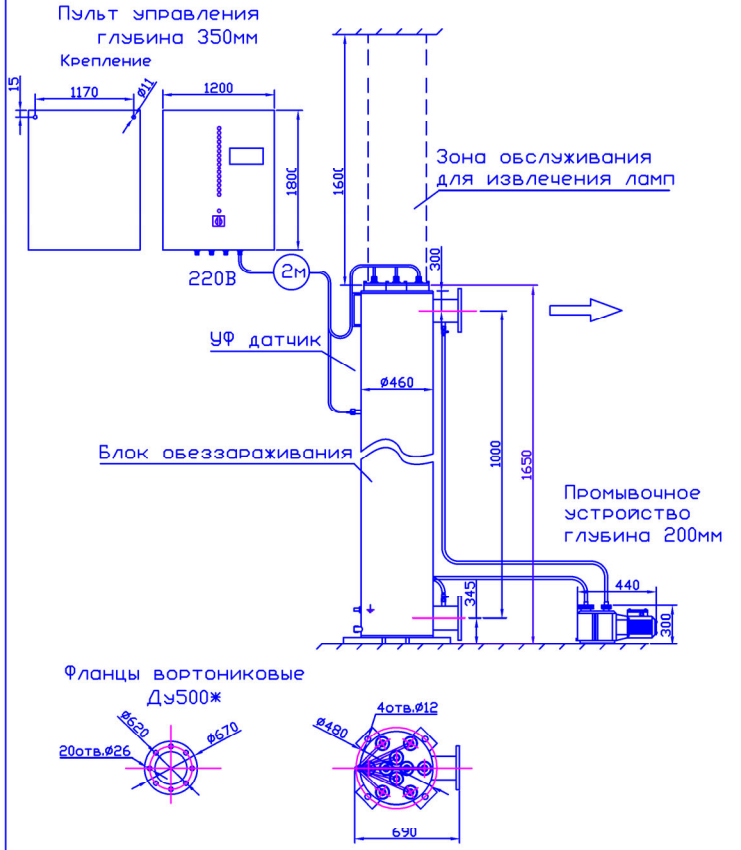 Пульт управления
глубина 350мм
Крепление
15
1170
Ø11
1200
1800
220В
2м
1600
Зона обслуживания
для извлечения ламп
300
УФ датчик
Ø460
Блок обеззараживания
1000
1650
Промывочное
устройство
глубина 200мм
440
345
300
Фланцы вортониковые
Ду500*
Ø620
Ø670
20отв.Ø26
Ø480
4отв.Ø12
690